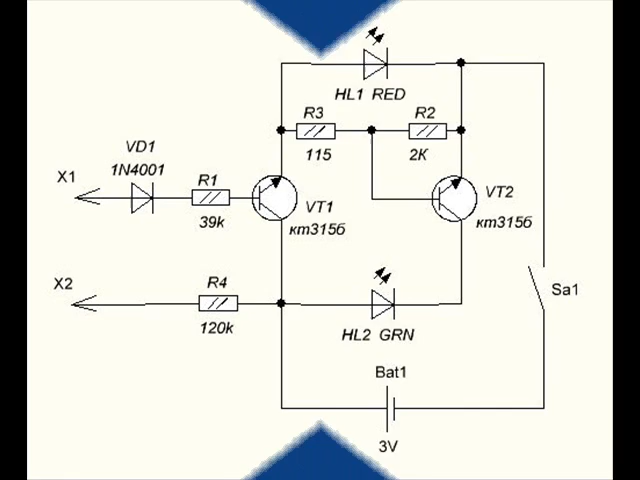 HL1 RED
R3
R2
115
2К
VD1
1N4001
X1
R1
39k
VT1
кт315б
VT2
кт315б
X2
R4
120k
HL2 GRN
Sa1
Bat1
3V